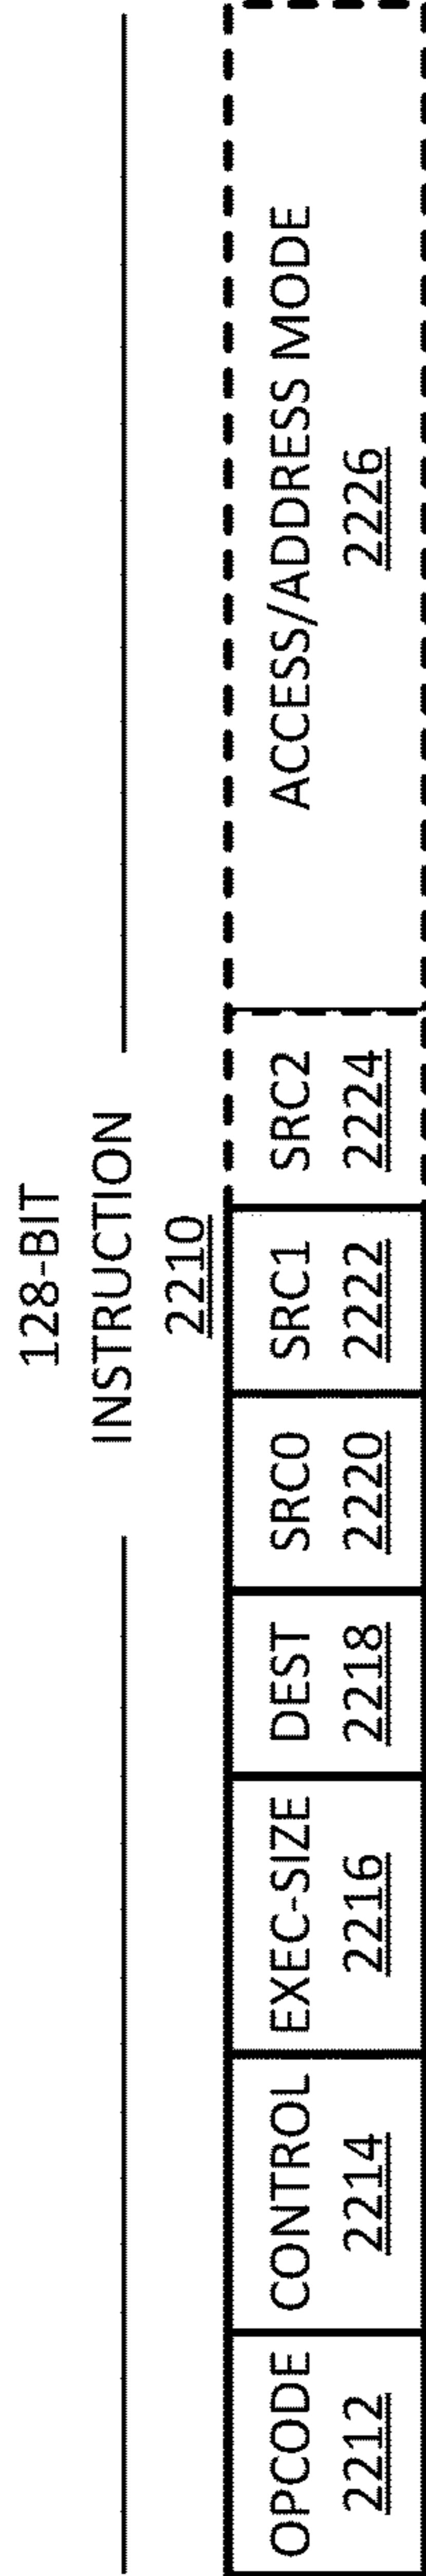 128-BIT
INSTRUCTION
2210
OPCODE
2212
CONTROL
2214
EXEC-SIZE
2216
DEST
2218
SRC0
2220
SRC1
2222
SRC2
2224
ACCESS/ADDRESS MODE
2226